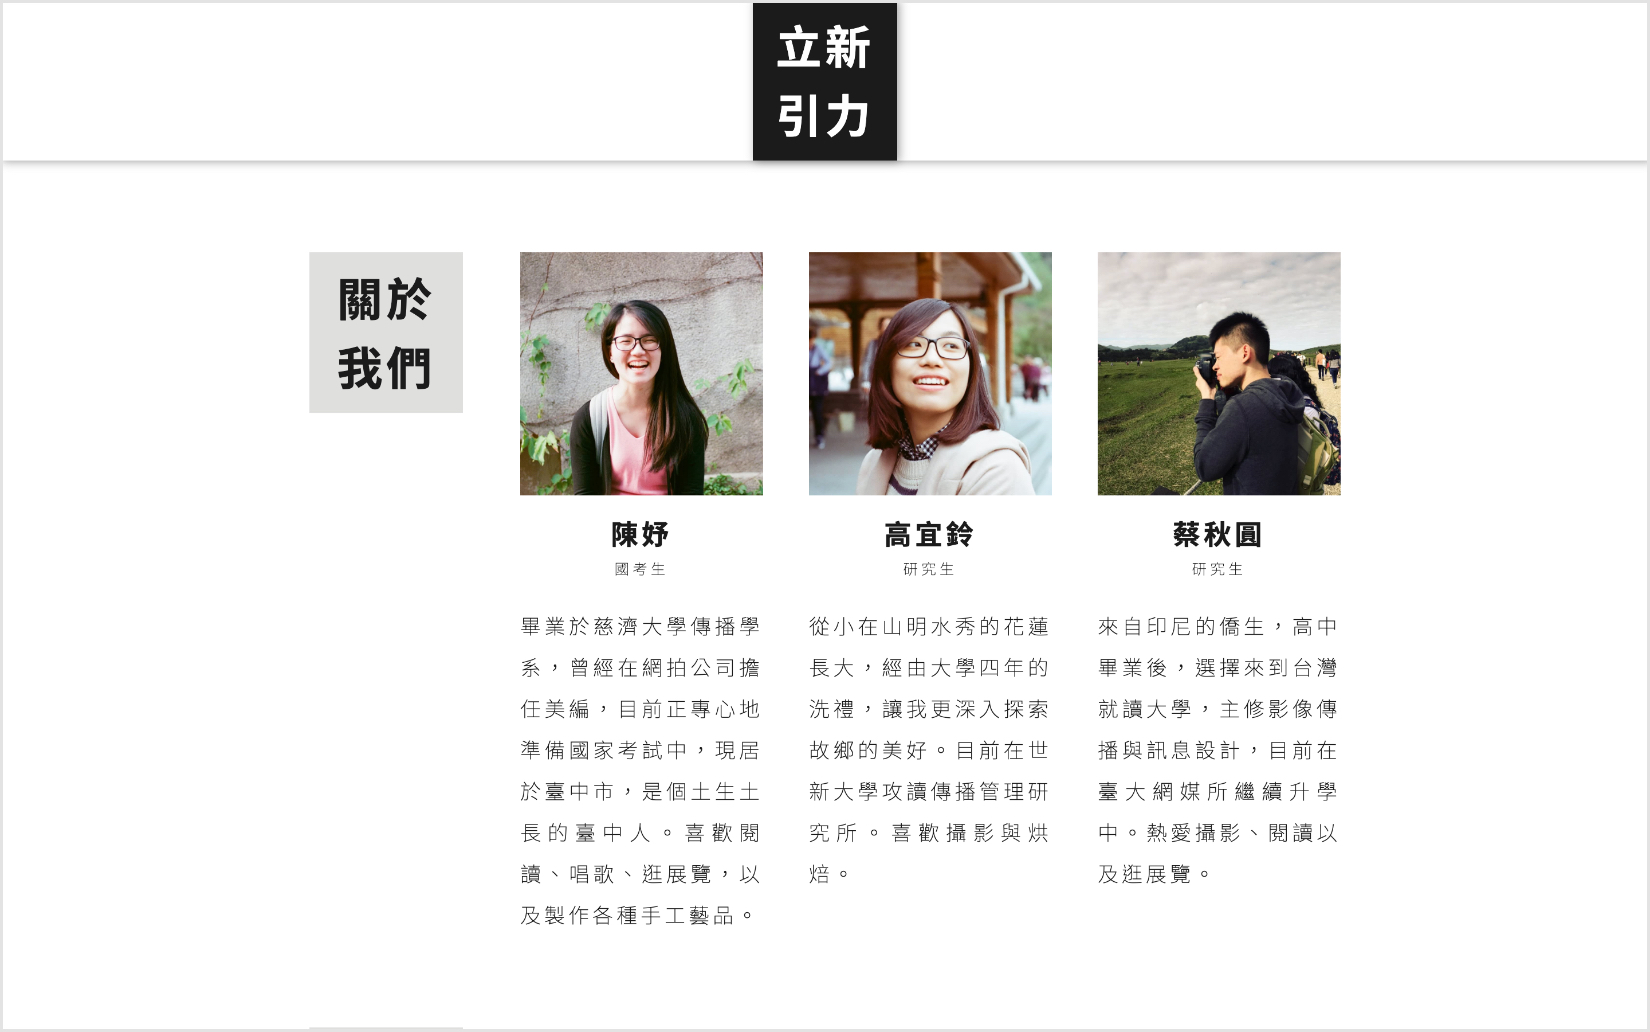 立新
引力
關於
我們
陳妤
國考生
畢業於慈濟大學傳播學
系，曾經在網拍公司擔
任美編，目前正專心地
準備國家考試中，現居
於臺中市，是個土生土
長的臺中人。喜歡閱
讀、唱歌、逛展覽，以
及製作各種手工藝品。
高宜鈴
研究生
從小在山明水秀的花蓮
長大，經由大學四年的
洗禮，讓我更深入探索
故鄉的美好。目前在世
新大學攻讀傳播管理研
究所。喜歡攝影與烘
焙。
蔡秋圓
研究生
來自印尼的僑生，高中
畢業後，選擇來到台灣
就讀大學，主修影像傳
播與訊息設計，目前在
臺大網媒所繼續升學
中。熱愛攝影、閱讀以
及逛展覽。